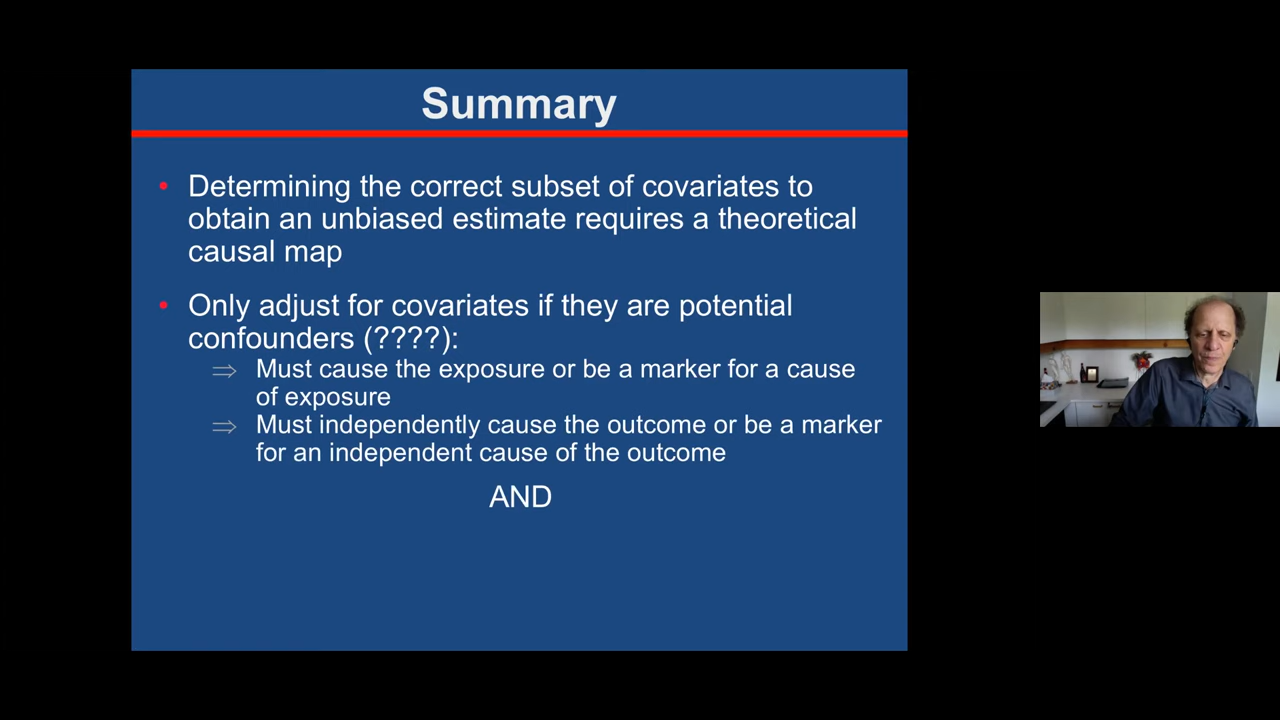 Summary
• Determining the correct subset of covariates to
obtain an unbiased estimate requires a theoretical
causal map
• Only adjust for covariates if they are potential
confounders (????):
⇒ Must cause the exposure or be a marker for a cause
of exposure
⇒ Must independently cause the outcome or be a marker
for an independent cause of the outcome
AND